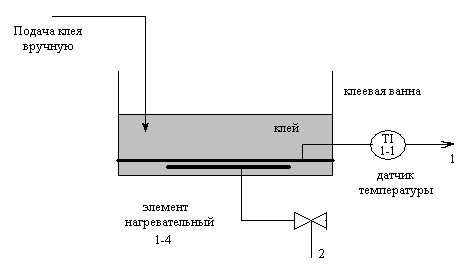 Подача клея
вручную
клеевая ванна
клей
TI
1-1
1
датчик
температуры
элемент
нагревательный
1-4
2